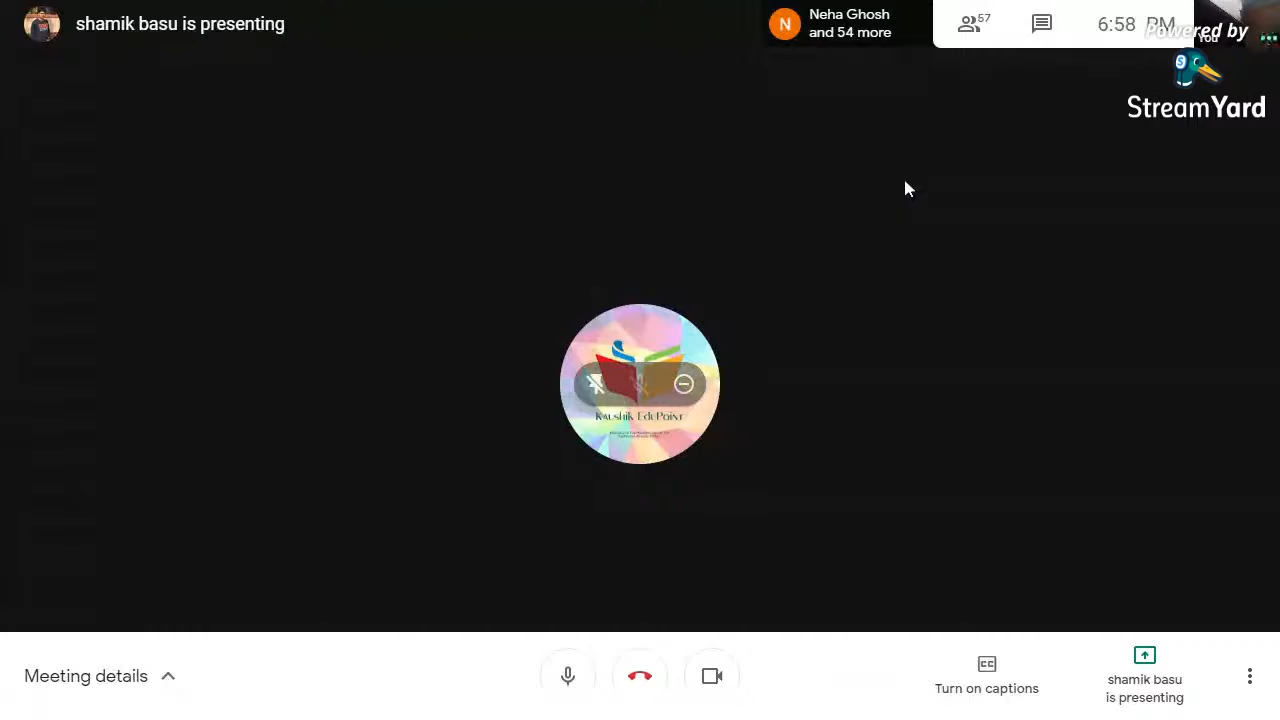 shamik basu is presenting
N
Neha Ghosh
and 54 more
57
6:58 PM
You
Powered by
StreamYard
Kaushik EduPoint
Meeting details
Turn on captions
shamik basu
is presenting